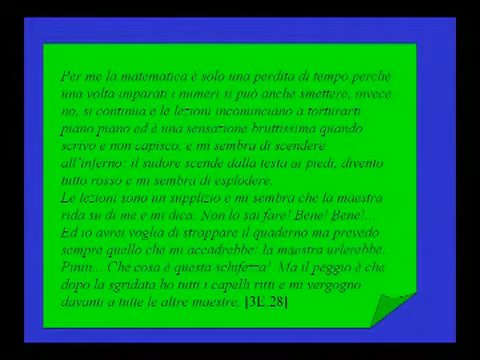 Per me la matematica è solo una perdita di tempo perché
una volta imparati i numeri si può anche smettere, invece
no, si continua e le lezioni incominciano a torturarti
piano piano ed è una sensazione bruttissima quando
scrivo e non capisco, e mi sembra di scendere
all'inferno: il sudore scende dalla testa ai piedi, divento
tutto rosso e mi sembra di esplodere.
Le lezioni sono un supplizio e mi sembra che la maestra
rida su di me e mi dica: Non lo sai fare! Bene! Bene!...
Ed io avrei voglia di strappare il quaderno ma prevedo
sempre quello che mi accadrebbe: la maestra urlerebbe:
Che cosa è questa schifezza! Ma il peggio è che
dopo la sgridata ho tutti i capelli ritti e mi vergogno
davanti a tutte le altre maestre. [3E.28]